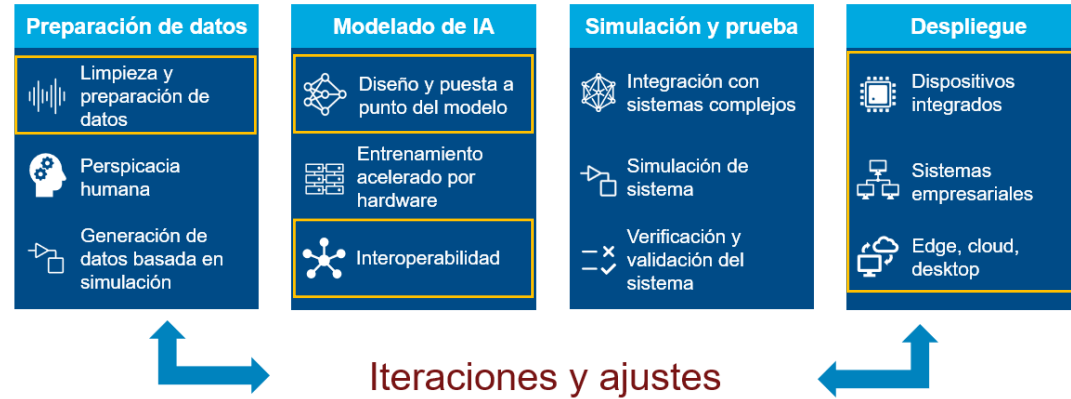 Preparación de datos
Limpieza y
preparación de
datos
Perspicacia
humana
Generación de
datos basada en
simulación
Modelado de IA
Diseño y puesta a
punto del modelo
Entrenamiento
acelerado por
hardware
Interoperabilidad
Simulación y prueba
Integración con
sistemas complejos
Simulación de
sistema
Verificación y
validación del
sistema
Despliegue
Dispositivos
integrados
Sistemas
empresariales
Edge, cloud,
desktop
Iteraciones y ajustes